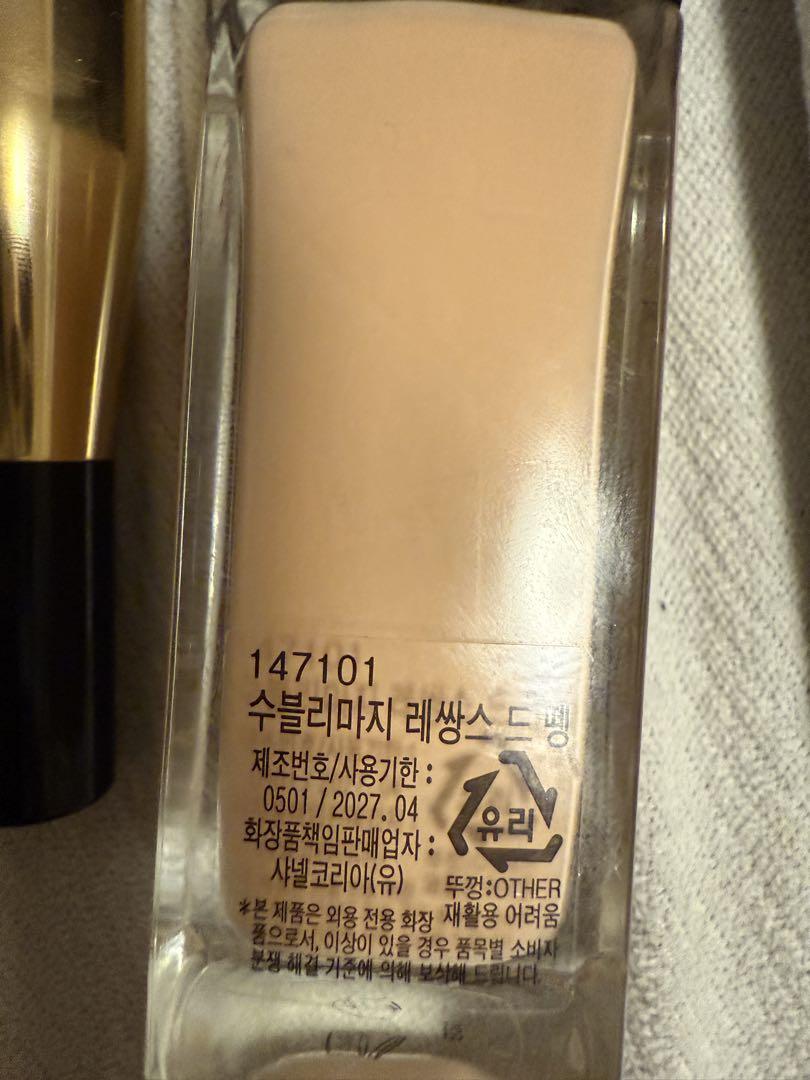 147101
수블리마지 레쌍스 드 뗑
제조번호/사용기한 :
0501 / 2027. 04
화장품책임판매업자 :
샤넬코리아(유)
유리
뚜껑:OTHER
재활용 어려움
*본 제품은 외용 전용 화장
품으로서, 이상이 있을 경우 품목별 소비자
분쟁 해결 기준에 의해 보상해 드립니다.